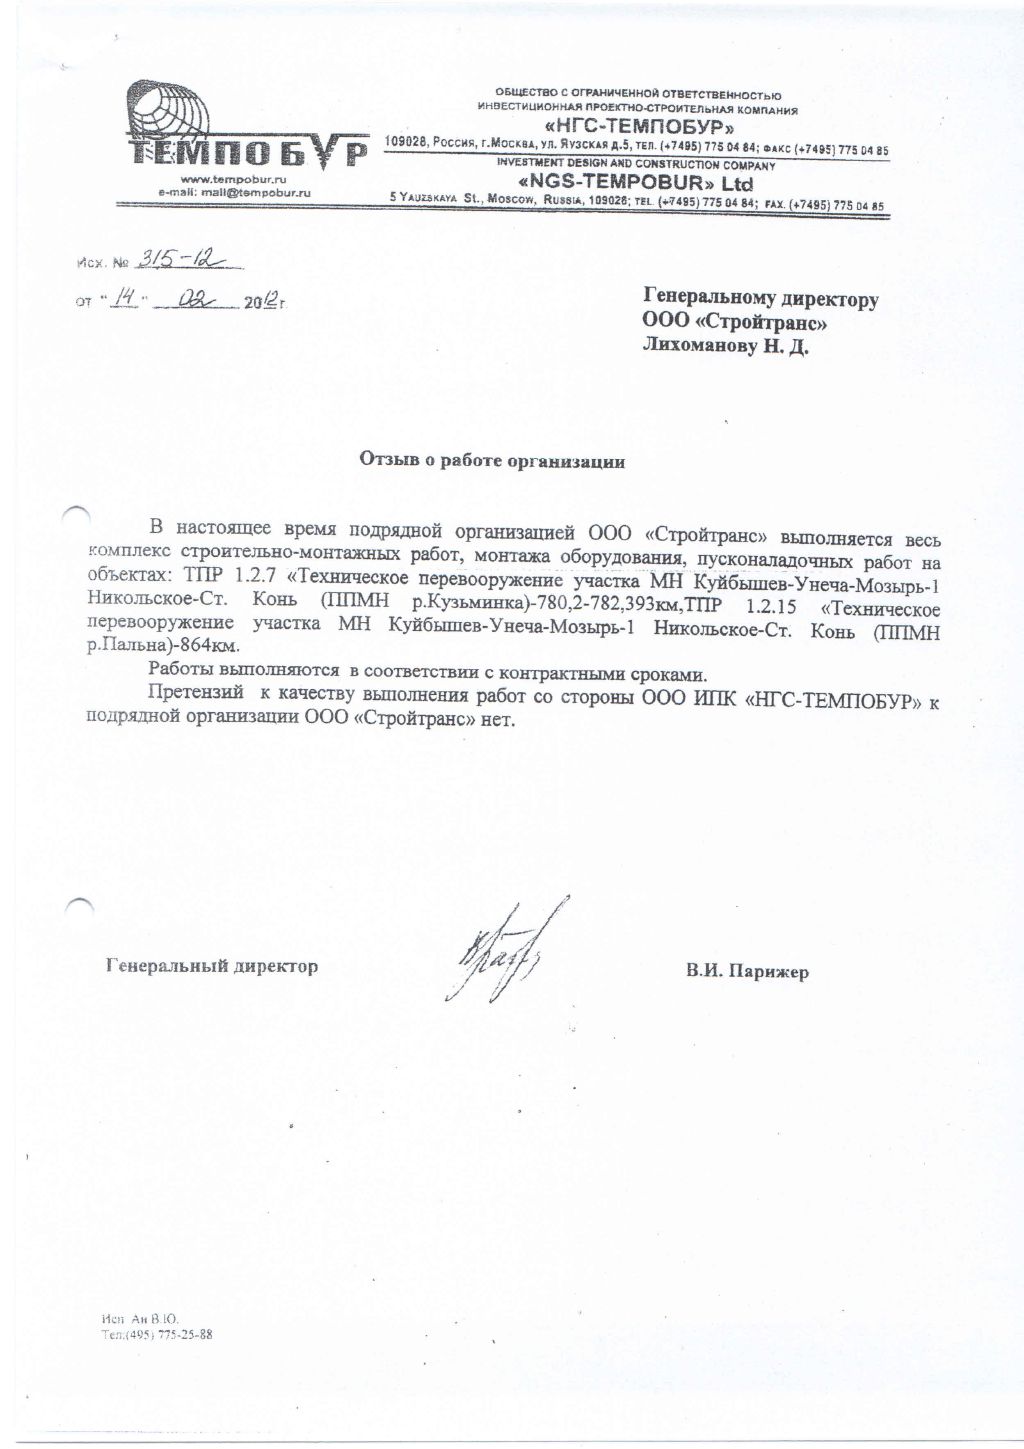 ТЕМПОБУР
www.tempobur.ru
e-mail: mail@tempobur.ru
ОБЩЕСТВО С ОГРАНИЧЕННОЙ ОТВЕТСТВЕННОСТЬЮ
ИНВЕСТИЦИОННАЯ ПРОЕКТНО-СТРОИТЕЛЬНАЯ КОМПАНИЯ
«НГС-ТЕМПОБУР»
109028, Россия, г.Москва, ул. Яузская д.5, тел. (+7495) 775 04 84; факс (+7495) 775 04 85
INVESTMENT DESIGN AND CONSTRUCTION COMPANY
«NGS-TEMPOBUR» Ltd
5 Yauzskaya St., Moscow, Russia, 109028; tel. (+7495) 775 04 84; fax. (+7495) 775 04 85
Исх. № 315-12
от "14" 02 2012г.
Генеральному директору
ООО «Стройтранс»
Лихоманову Н. Д.
Отзыв о работе организации
В настоящее время подрядной организацией ООО «Стройтранс» выполняется весь
комплекс строительно-монтажных работ, монтажа оборудования, пусконаладочных работ на
объектах: ТПР 1.2.7 «Техническое перевооружение участка МН Куйбышев-Унеча-Мозырь-1
Никольское-Ст. Конь (ППМН р.Кузьминка)-780,2-782,393км,ТПР 1.2.15 «Техническое
перевооружение участка МН Куйбышев-Унеча-Мозырь-1 Никольское-Ст. Конь (ППМН
р.Пальна)-864км.
Работы выполняются в соответствии с контрактными сроками.
Претензий к качеству выполнения работ со стороны ООО ИПК «НГС-ТЕМПОБУР» к
подрядной организации ООО «Стройтранс» нет.
Генеральный директор
В.И. Парижер
Исп Ан В.Ю.
Тел:(495) 775-25-88